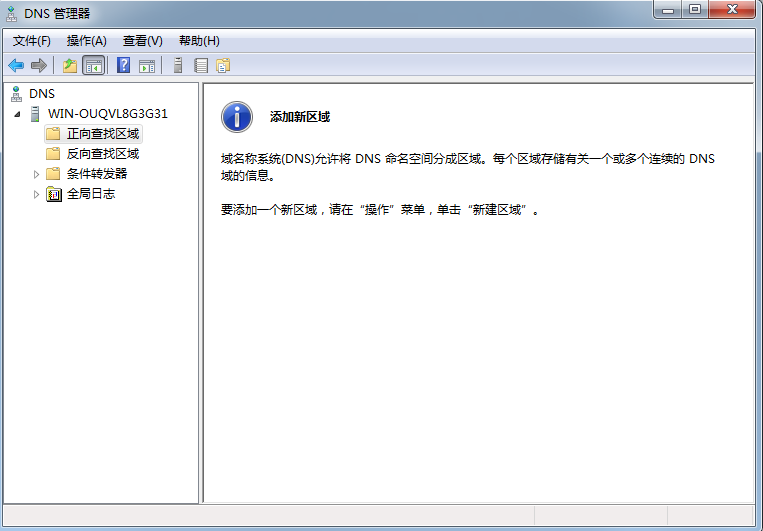 DNS 管理器
文件(F) 操作(A) 查看(V) 帮助(H)
DNS
WIN-OUQVL8G3G31
正向查找区域
反向查找区域
条件转发器
全局日志
添加新区域
域名称系统(DNS)允许将 DNS 命名空间分成区域。每个区域存储有关一个或多个连续的 DNS
域的信息。
要添加一个新区域，请在“操作”菜单，单击“新建区域”。